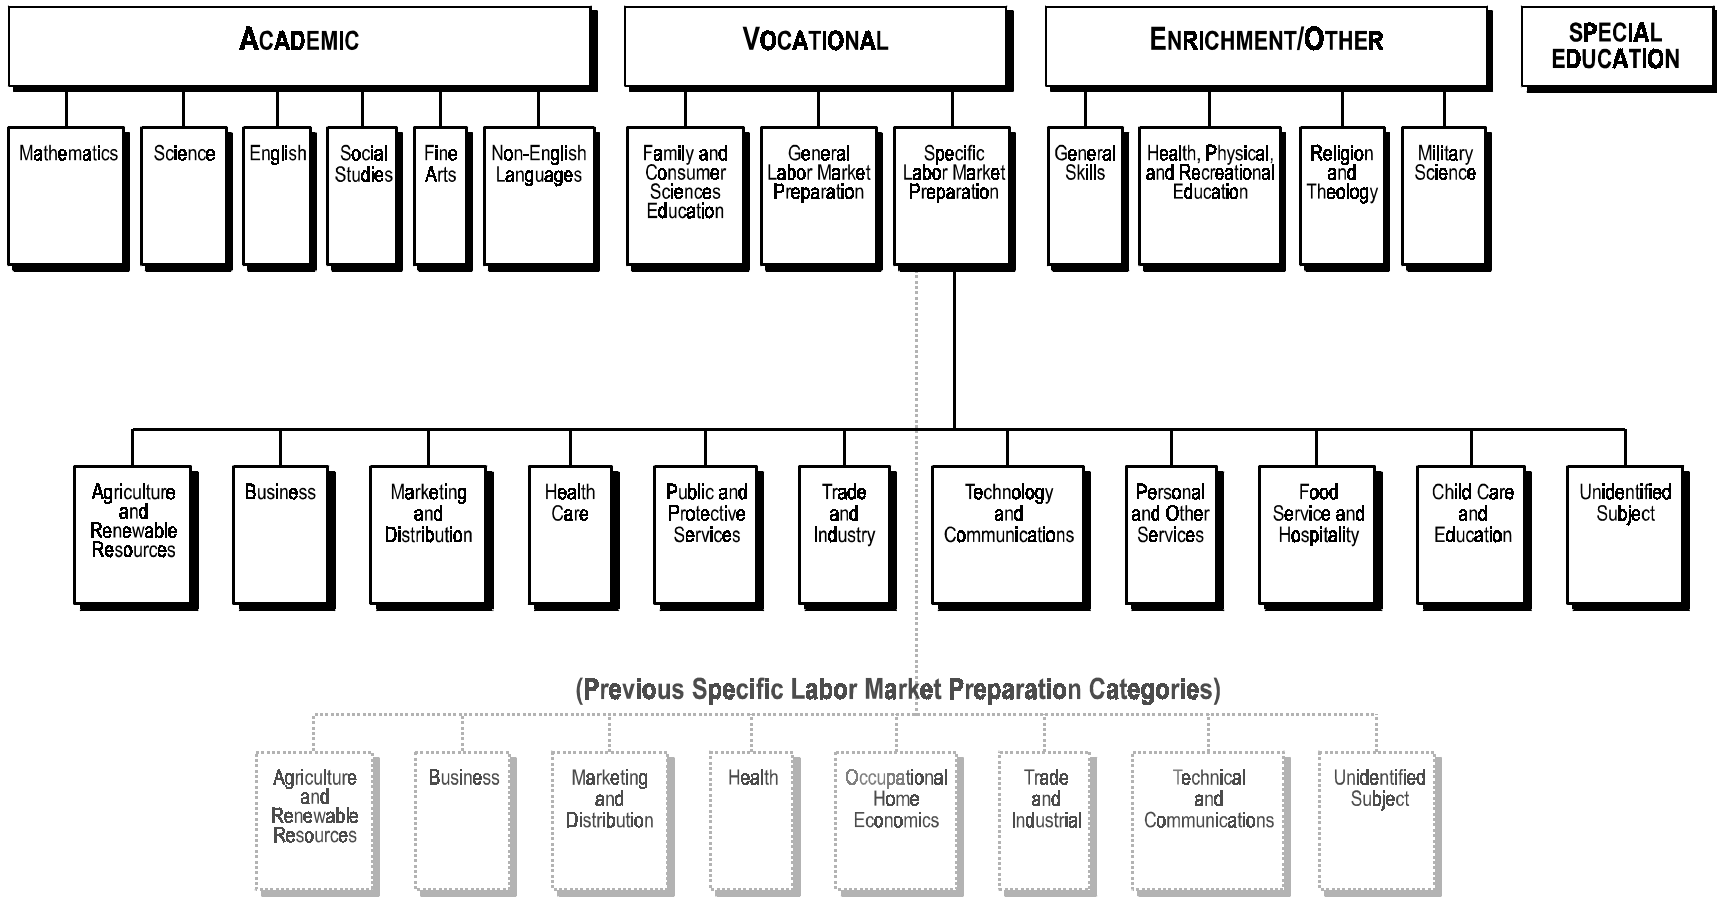 ACADEMIC
VOCATIONAL
ENRICHMENT/OTHER
SPECIAL
EDUCATION
Mathematics
Science
English
Social
Studies
Fine
Arts
Non-English
Languages
Family and
Consumer
Sciences
Education
General
Labor Market
Preparation
Specific
Labor Market
Preparation
General
Skills
Health, Physical,
and Recreational
Education
Religion
and
Theology
Military
Science
Agriculture
and
Renewable
Resources
Business
Marketing
and
Distribution
Health
Care
Public and
Protective
Services
Trade
and
Industry
Technology
and
Communications
Personal
and Other
Services
Food
Service and
Hospitality
Child Care
and
Education
Unidentified
Subject
(Previous Specific Labor Market Preparation Categories)
Agriculture
and
Renewable
Resources
Business
Marketing
and
Distribution
Health
Occupational
Home
Economics
Trade
and
Industrial
Technical
and
Communications
Unidentified
Subject